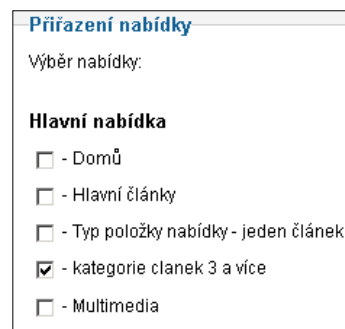 Přiřazení nabídky
Výběr nabídky:
Hlavní nabídka
- Domů
- Hlavní články
- Typ položky nabídky - jeden článek
- kategorie clanek 3 a více
- Multimedia